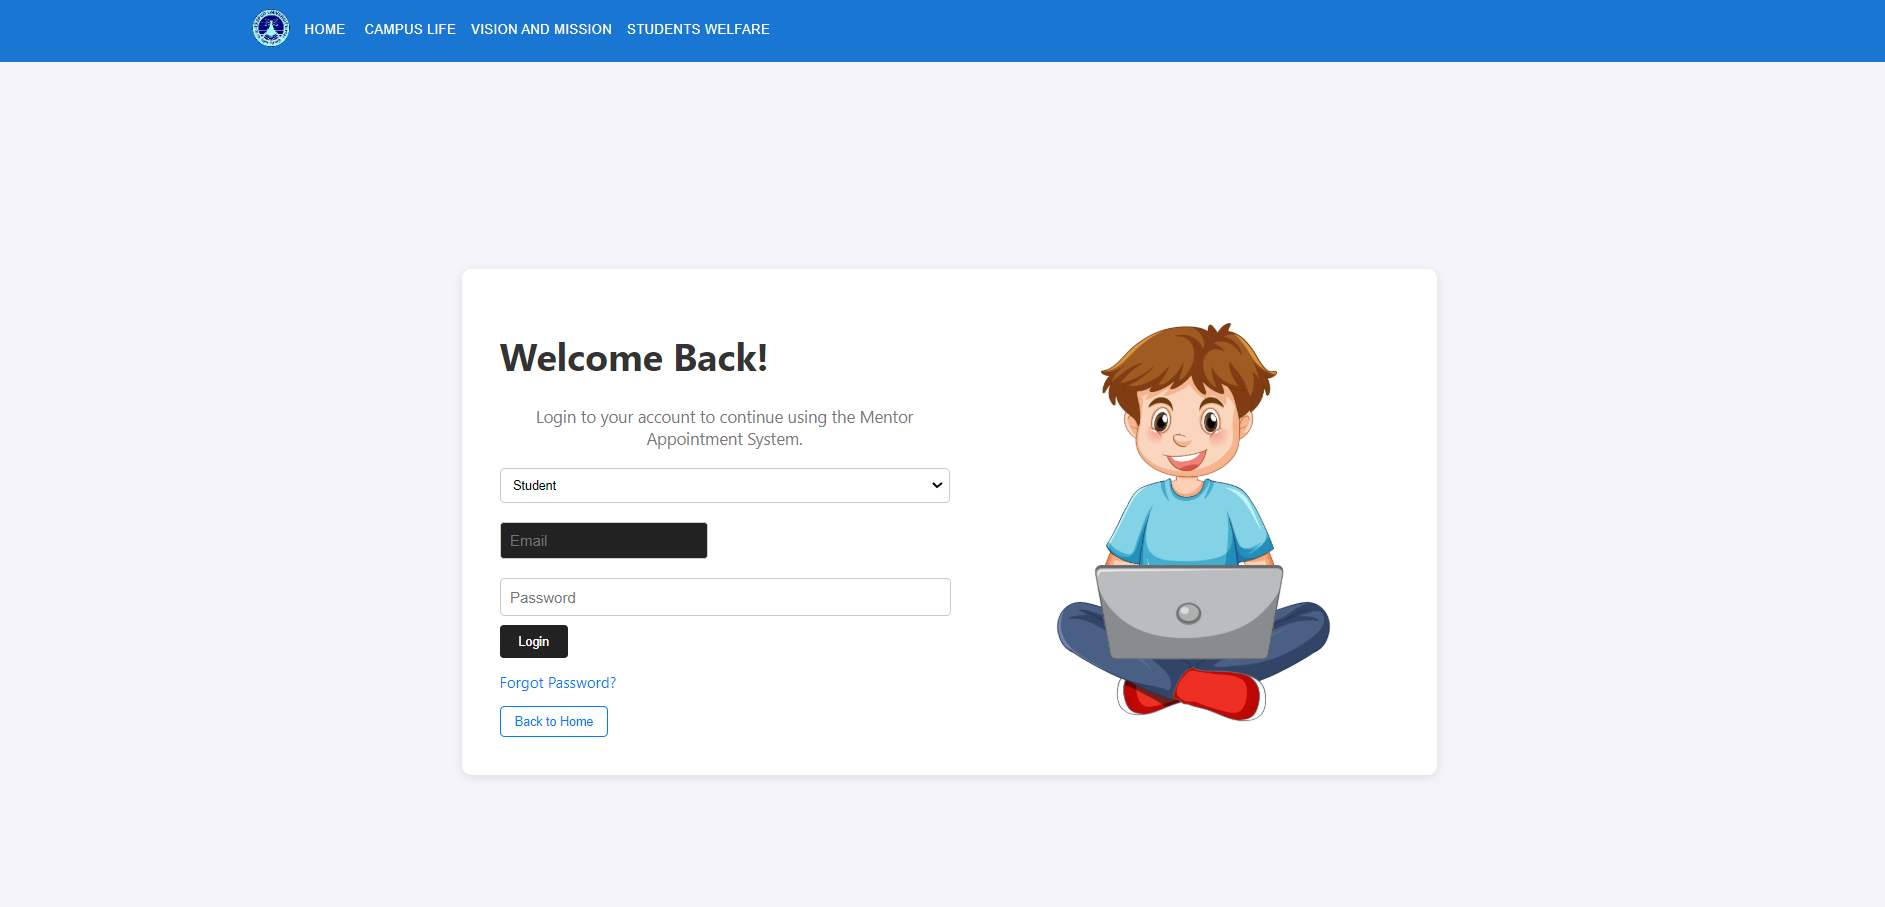 HOME CAMPUS LIFE VISION AND MISSION STUDENTS WELFARE
Welcome Back!
Login to your account to continue using the Mentor
Appointment System.
Student
Email
Password
Login
Forgot Password?
Back to Home